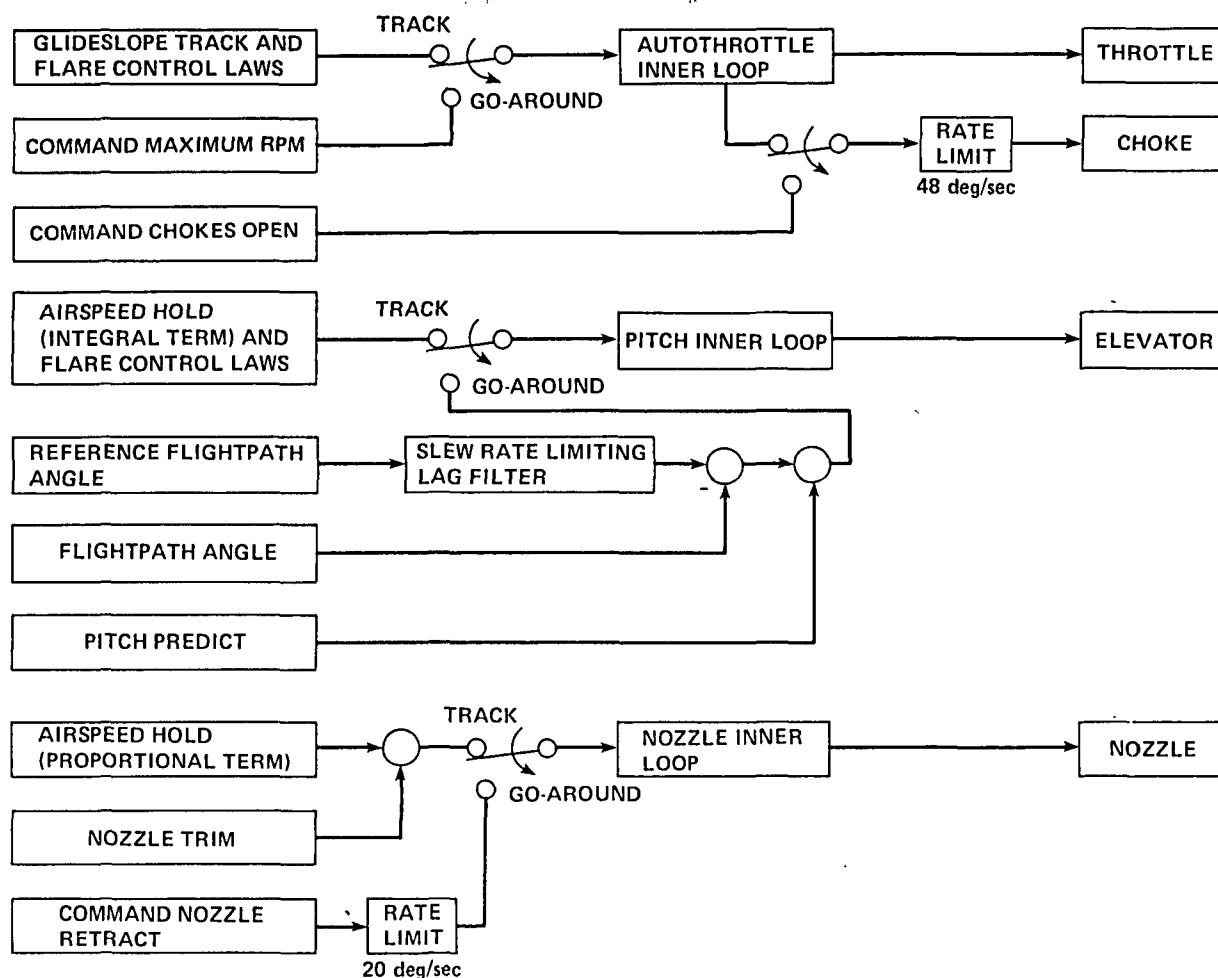 TRACK
GLIDESLOPE TRACK AND
FLARE CONTROL LAWS
AUTOTHROTTLE
INNER LOOP
THROTTLE
GO-AROUND
COMMAND MAXIMUM RPM
RATE
LIMIT
CHOKE
48 deg/sec
COMMAND CHOKES OPEN
AIRSPEED HOLD
(INTEGRAL TERM) AND
FLARE CONTROL LAWS
TRACK
PITCH INNER LOOP
ELEVATOR
GO-AROUND
REFERENCE FLIGHTPATH
ANGLE
SLEW RATE LIMITING
LAG FILTER
FLIGHTPATH ANGLE
PITCH PREDICT
AIRSPEED HOLD
(PROPORTIONAL TERM)
TRACK
NOZZLE INNER
LOOP
NOZZLE
GO-AROUND
NOZZLE TRIM
COMMAND NOZZLE
RETRACT
RATE
LIMIT
20 deg/sec